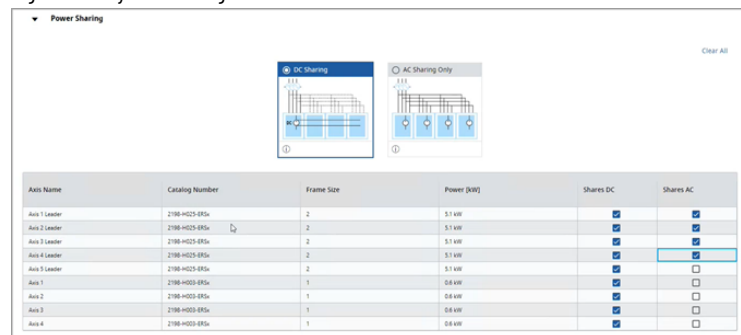 Power Sharing
Clear All
DC Sharing
AC Sharing Only
Axis Name Catalog Number Frame Size Power [kW] Shares DC Shares AC
Axis 1 Leader 2198-H025-ERSx 2 5.1 kW
Axis 2 Leader 2198-H025-ERSx 2 5.1 kW
Axis 3 Leader 2198-H025-ERSx 2 5.1 kW
Axis 4 Leader 2198-H025-ERSx 2 5.1 kW
Axis 5 Leader 2198-H025-ERSx 2 5.1 kW
Axis 1 2198-H003-ERSx 1 0.6 kW
Axis 2 2198-H003-ERSx 1 0.6 kW
Axis 3 2198-H003-ERSx 1 0.6 kW
Axis 4 2198-H003-ERSx 1 0.6 kW